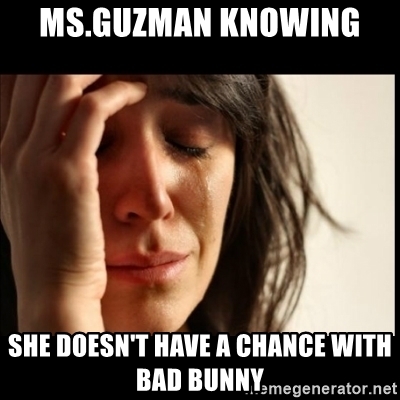 MS.GUZMAN KNOWING
SHE DOESN'T HAVE A CHANCE WITH
BAD BUNNY
memegenerator.net